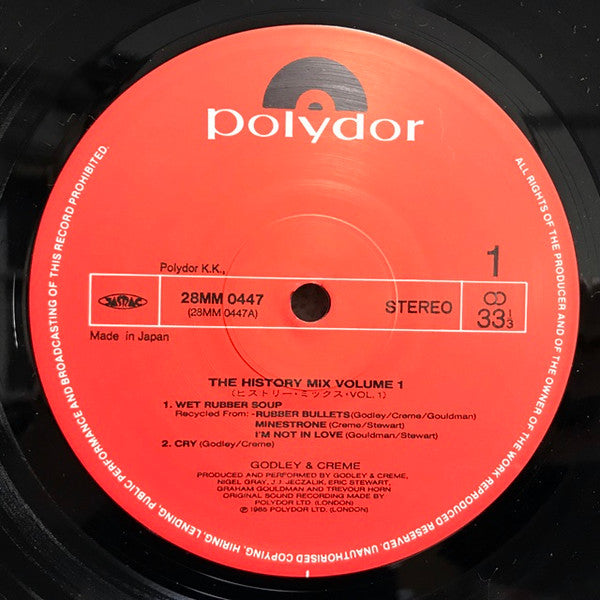 polydor
Polydor K.K.,
1
JASRAC
28MM 0447
(28MM 0447A)
STEREO
33 1/3
Made in Japan
THE HISTORY MIX VOLUME 1
(ヒストリー・ミックス・VOL.1)
1. WET RUBBER SOUP
Recycled From: -RUBBER BULLETS (Godley/Creme/Gouldman)
MINESTRONE (Creme/Stewart)
I'M NOT IN LOVE (Gouldman/Stewart)
2. CRY (Godley/Creme)
GODLEY & CREME
PRODUCED AND PERFORMED BY GODLEY & CREME,
NIGEL GRAY, J.J. JECZALIK, ERIC STEWART,
GRAHAM GOULDMAN AND TREVOUR HORN
ORIGINAL SOUND RECORDING MADE BY
POLYDOR LTD. (LONDON)
Ⓟ 1985 POLYDOR LTD. (LONDON)
ALL RIGHTS OF THE PRODUCER AND OF THE OWNER OF THE WORK REPRODUCED RESERVED. UNAUTHORISED COPYING, HIRING, LENDING, PUBLIC PERFORMANCE AND BROADCASTING OF THIS RECORD PROHIBITED.